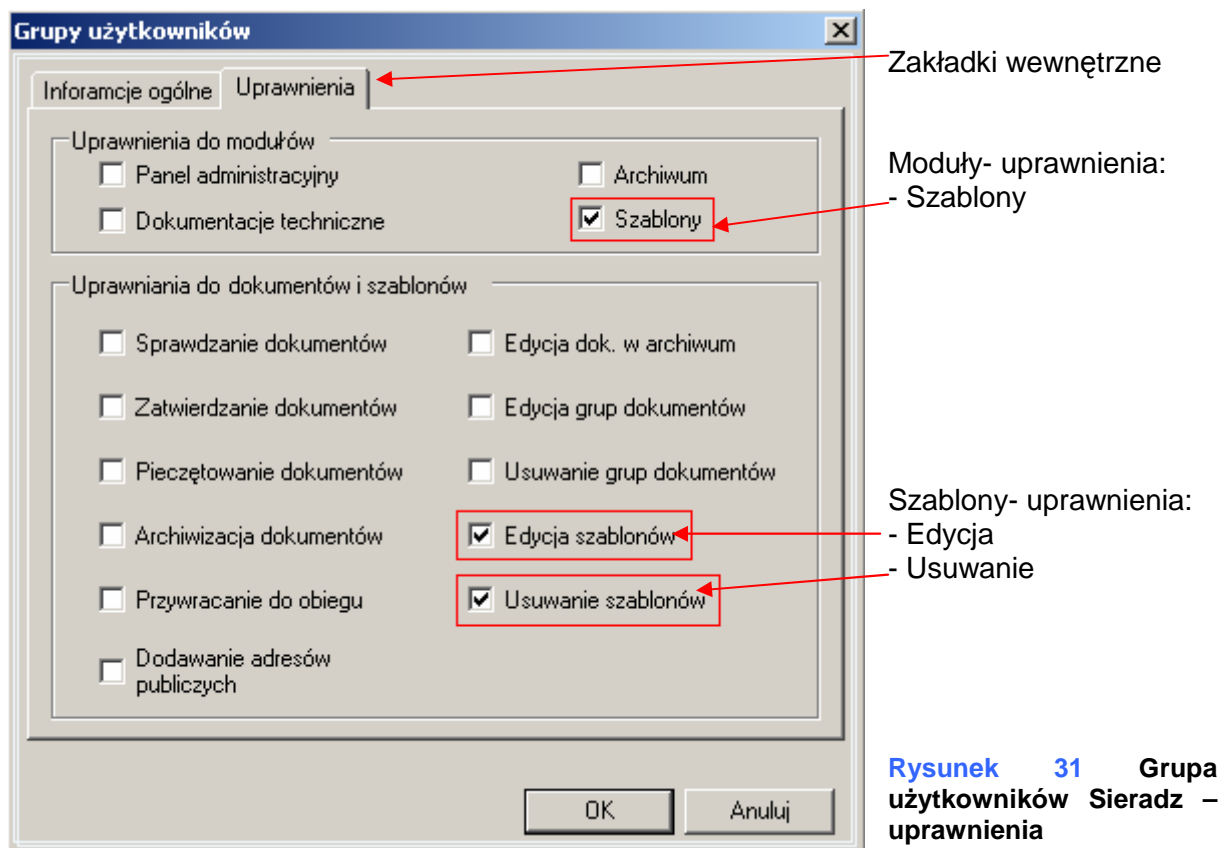 Grupy użytkowników
Zakładki wewnętrzne
Inforamcje ogólne Uprawnienia
Uprawnienia do modułów
Panel administracyjny Archiwum
Dokumentacje techniczne Szablony
Moduły- uprawnienia:
- Szablony
Uprawniania do dokumentów i szablonów
Sprawdzanie dokumentów Edycja dok. w archiwum
Zatwierdzanie dokumentów Edycja grup dokumentów
Pieczętowanie dokumentów Usuwanie grup dokumentów
Archiwizacja dokumentów Edycja szablonów
Przywracanie do obiegu Usuwanie szablonów
Dodawanie adresów
publiczych
Szablony- uprawnienia:
- Edycja
- Usuwanie
OK Anuluj
Rysunek 31 Grupa
użytkowników Sieradz –
uprawnienia